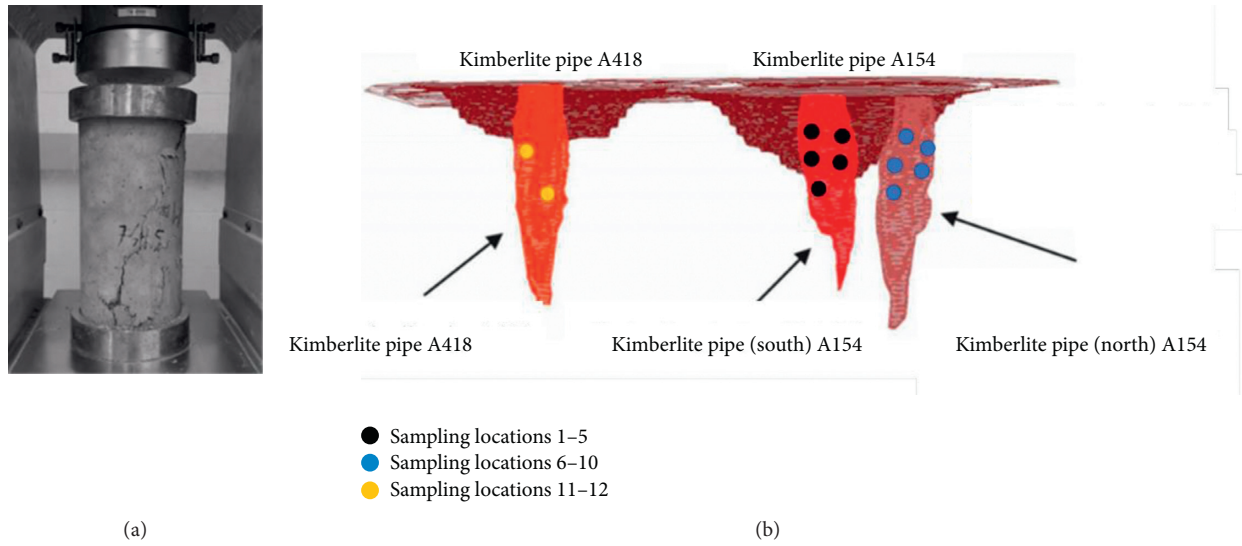 Kimberlite pipe A418
Kimberlite pipe A154
Kimberlite pipe A418
Kimberlite pipe (south) A154
Kimberlite pipe (north) A154
Sampling locations 1–5
Sampling locations 6–10
Sampling locations 11–12
(a)
(b)